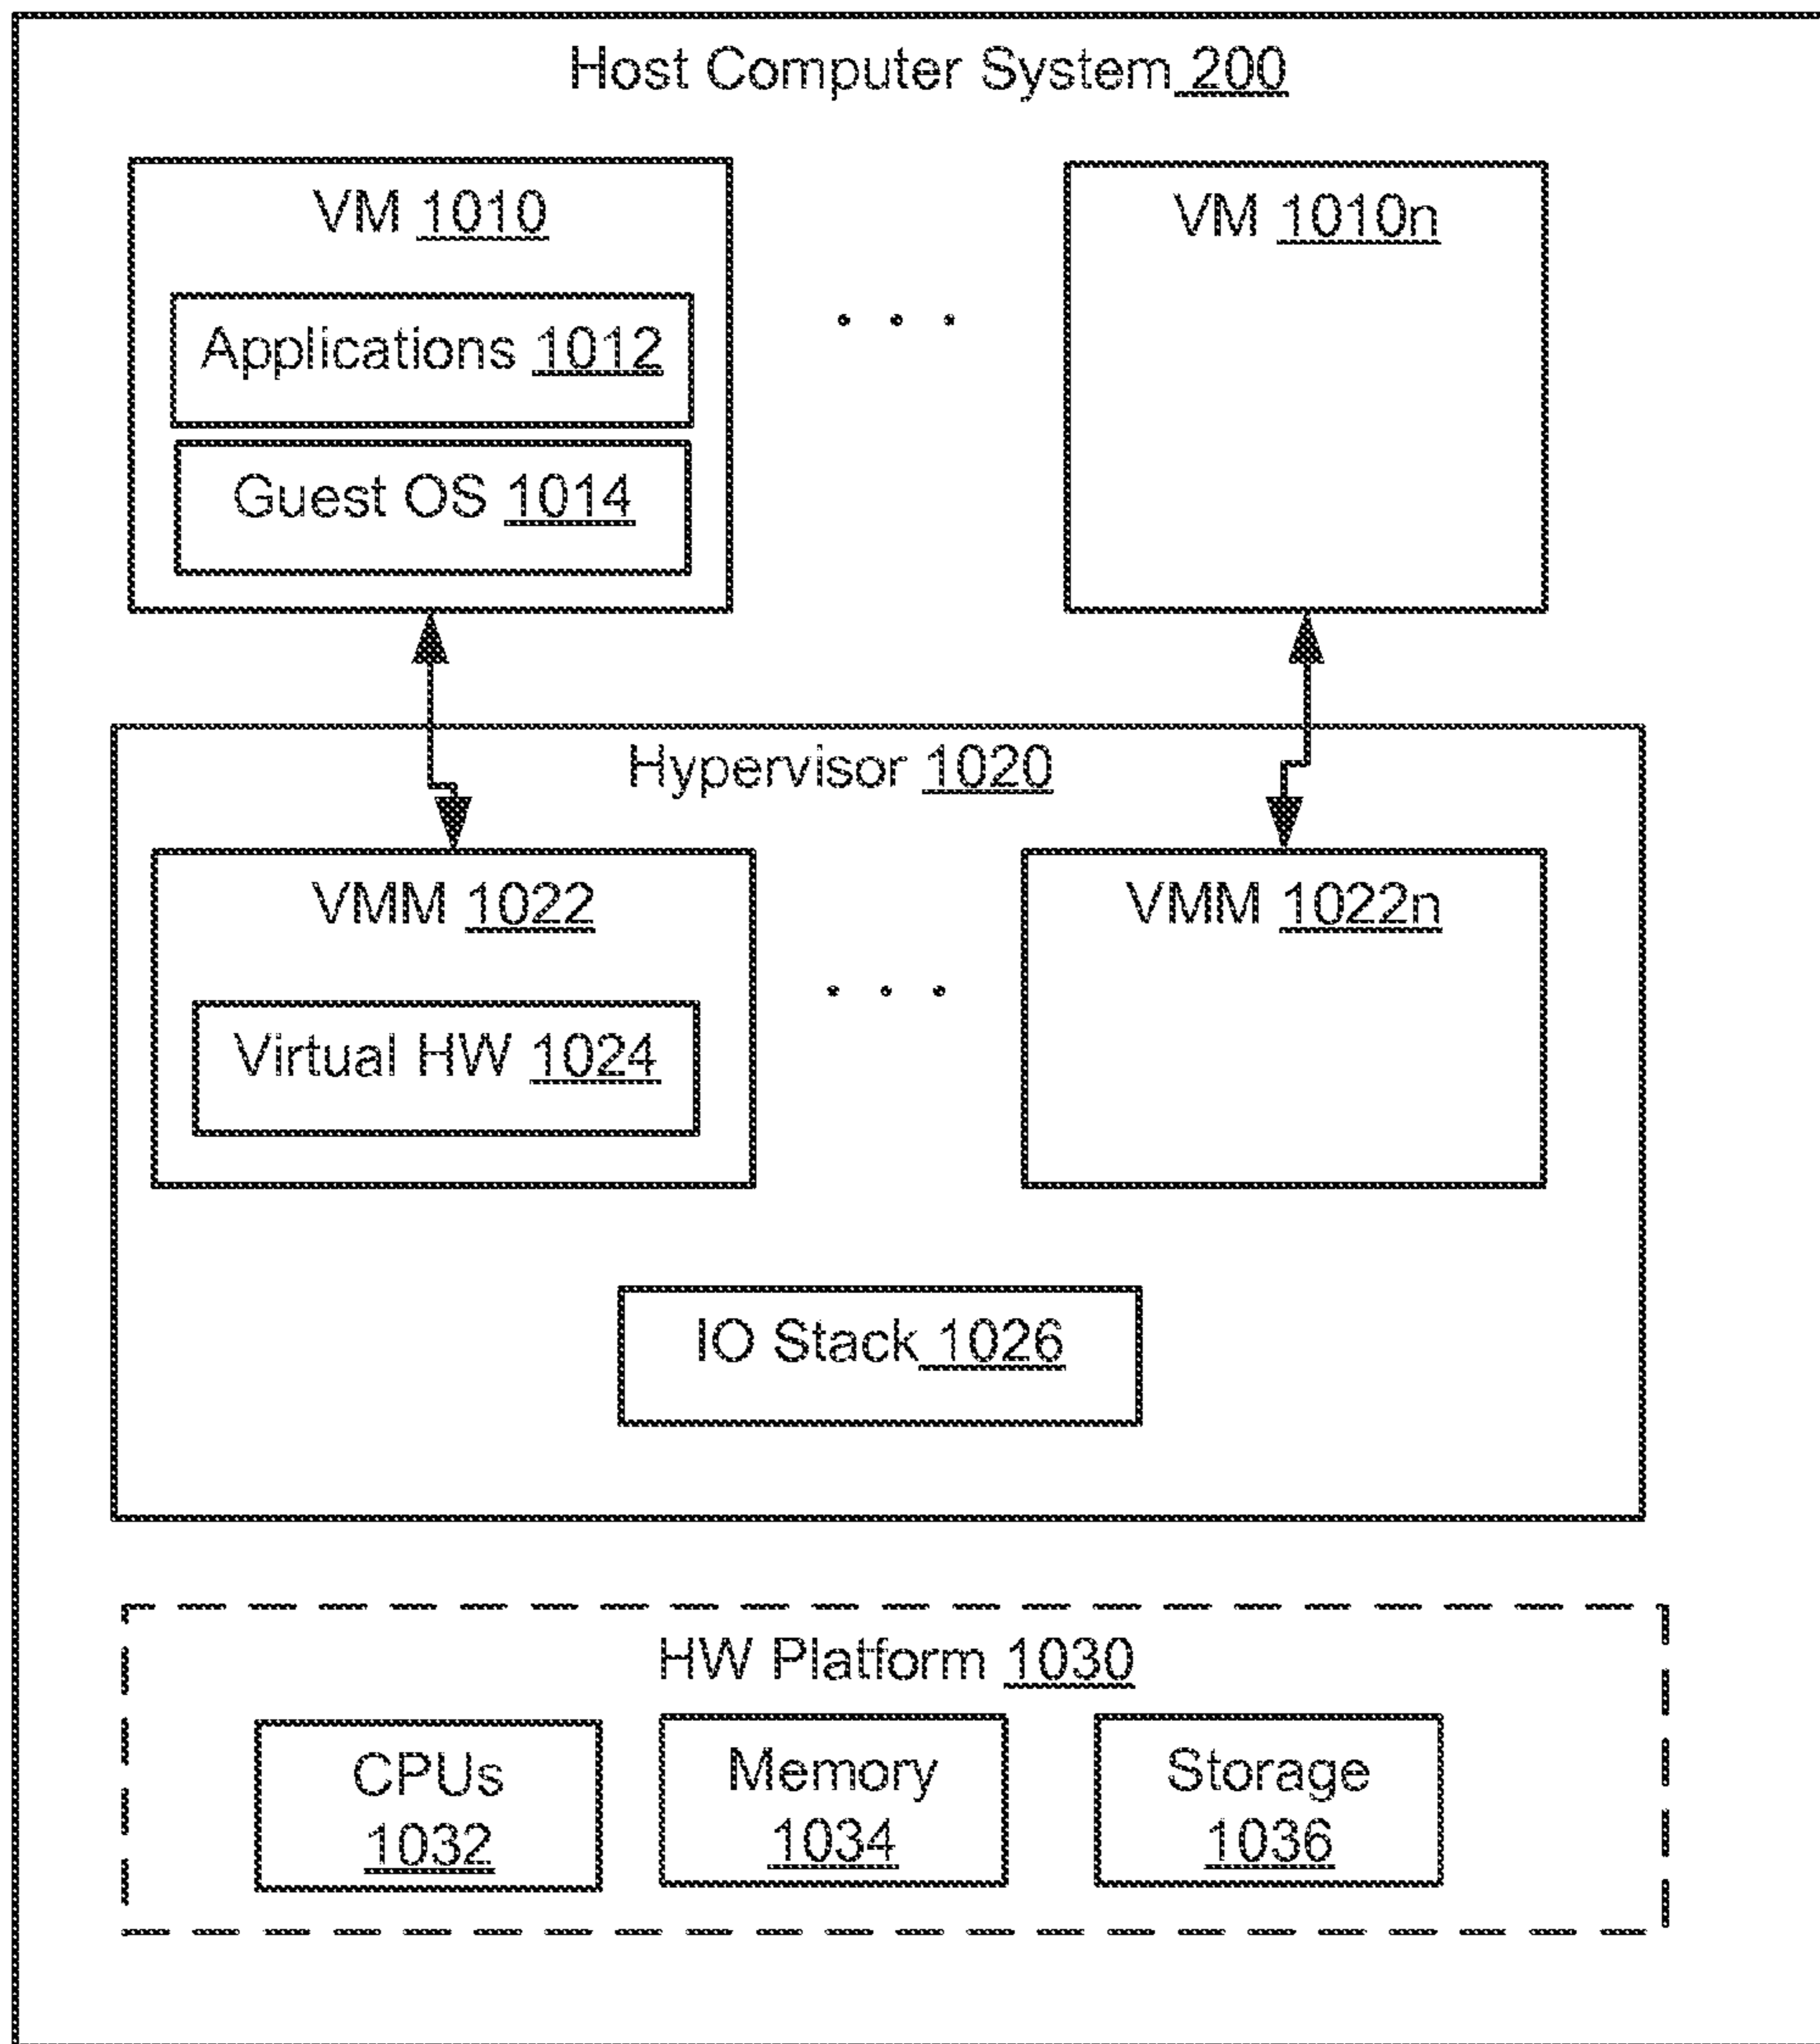 Host Computer System 200
VM 1010
VM 1010n
Applications 1012
Guest OS 1014
Hypervisor 1020
VMM 1022
VMM 1022n
Virtual HW 1024
IO Stack 1026
HW Platform 1030
CPUs
1032
Memory
1034
Storage
1036